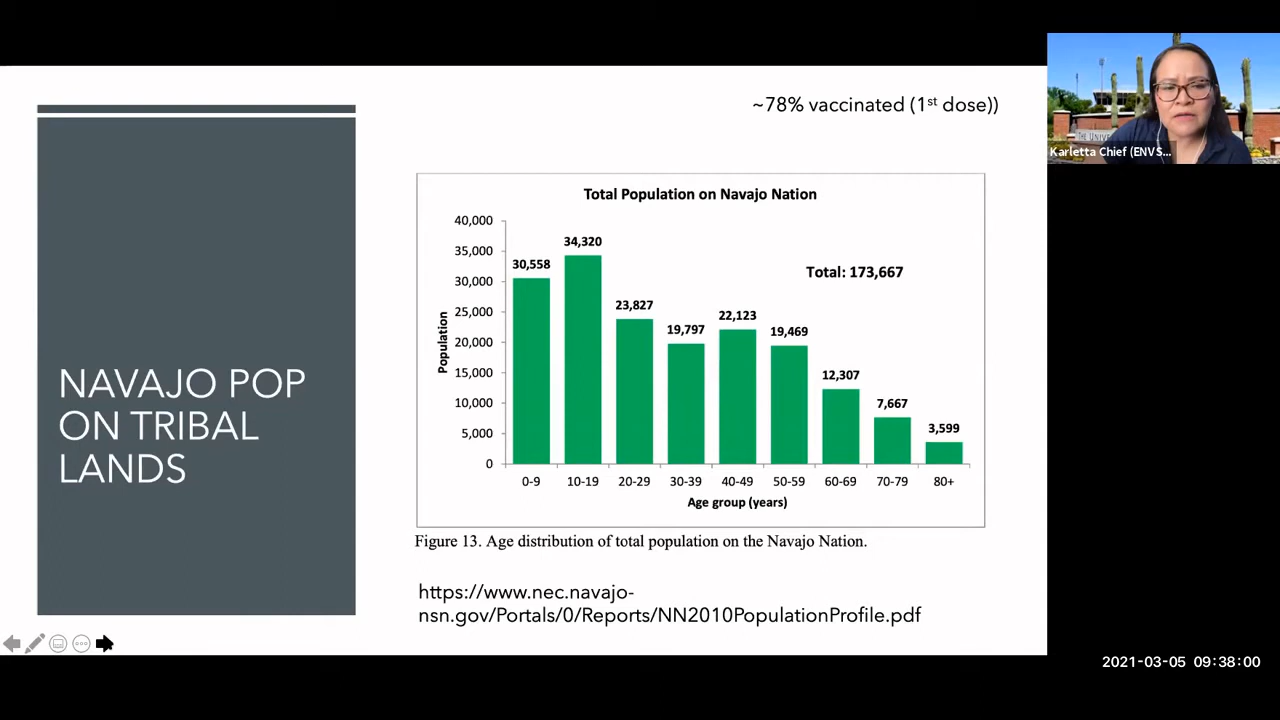 ~78% vaccinated (1st dose))
Karletta Chief (ENVS...
NAVAJO POP
ON TRIBAL
LANDS
Total Population on Navajo Nation
Total: 173,667
Population
40,000
35,000
30,000
25,000
20,000
15,000
10,000
5,000
0
30,558
34,320
23,827
19,797
22,123
19,469
12,307
7,667
3,599
0-9
10-19
20-29
30-39
40-49
50-59
60-69
70-79
80+
Age group (years)
Figure 13. Age distribution of total population on the Navajo Nation.
https://www.nec.navajo-
nsn.gov/Portals/0/Reports/NN2010PopulationProfile.pdf
2021-03-05 09:38:00